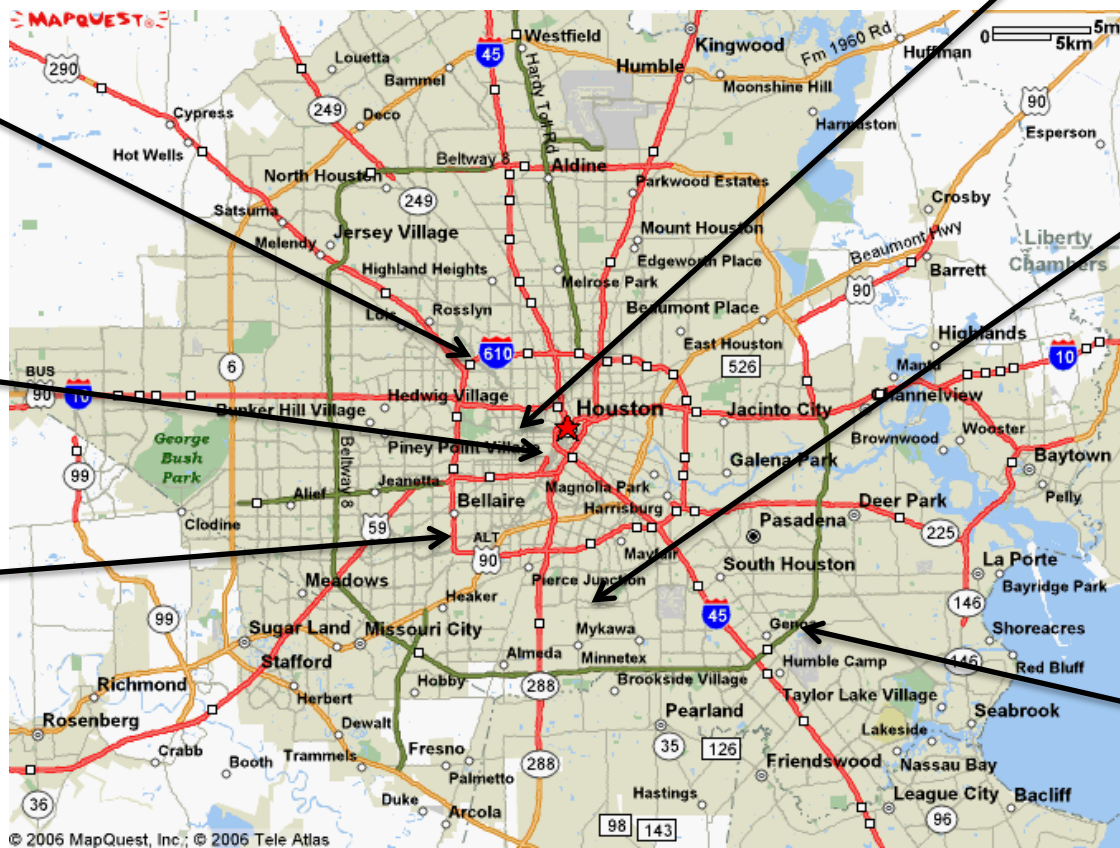 MAPQUEST
5m
0
5km
Westfield
Kingwood
Fm 1960 Rd
Huffman
45
Louetta
Bammel
Hardy Toll Rd
Humble
Moonshine Hill
290
90
249
Cypress
Deco
Harmaston
Esperson
Hot Wells
Beltway 8
Aldine
North Houston
Parkwood Estates
249
Crosby
Satsuma
Jersey Village
Mount Houston
Beaumont Hwy
Liberty
Melendy
Edgeworth Place
Barrett
Chambers
Highland Heights
Melrose Park
90
Lois
Rosslyn
Beaumont Place
Highlands
610
East Houston
6
526
Manta
10
BUS
90
10
Hedwig Village
Channelview
Bunker Hill Village
Houston
Jacinto City
George
Bush
Park
Beltway 8
Piney Point Village
Brownwood
Wooster
99
Galena Park
Baytown
Alief
Jeanetta
Magnolia Park
Pelly
Bellaire
Harrisburg
Deer Park
Clodine
59
Pasadena
225
ALT
90
Mayfair
La Porte
Meadows
Pierce Junction
South Houston
Bayridge Park
Heaker
146
99
45
Sugar Land
Missouri City
Mykawa
Genoa
Shoreacres
Stafford
Almeda
Minnetex
Humble Camp
146
Red Bluff
Richmond
Herbert
Hobby
288
Brookside Village
Taylor Lake Village
Rosenberg
Dewalt
Pearland
Seabrook
Crabb
Booth
Trammels
Fresno
35
126
Lakeside
288
Friendswood
Nassau Bay
Palmetto
36
Duke
Hastings
League City
Bacliff
Arcola
98
143
96
© 2006 MapQuest, Inc.; © 2006 Tele Atlas